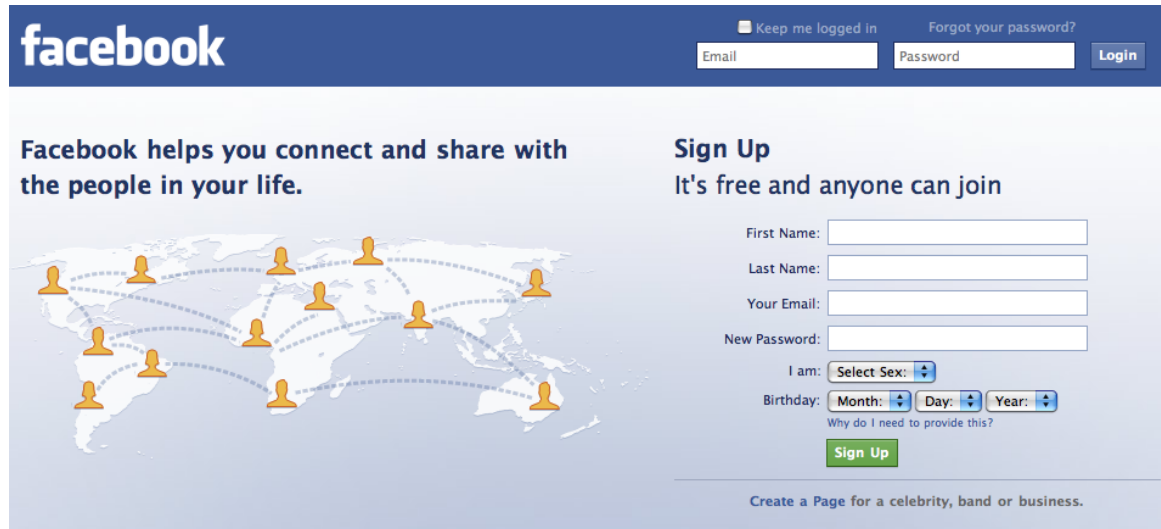 facebook
Keep me logged in
Forgot your password?
Email
Password
Login
Facebook helps you connect and share with
the people in your life.
Sign Up
It's free and anyone can join
First Name:
Last Name:
Your Email:
New Password:
I am: Select Sex:
Birthday: Month: Day: Year:
Why do I need to provide this?
Sign Up
Create a Page for a celebrity, band or business.